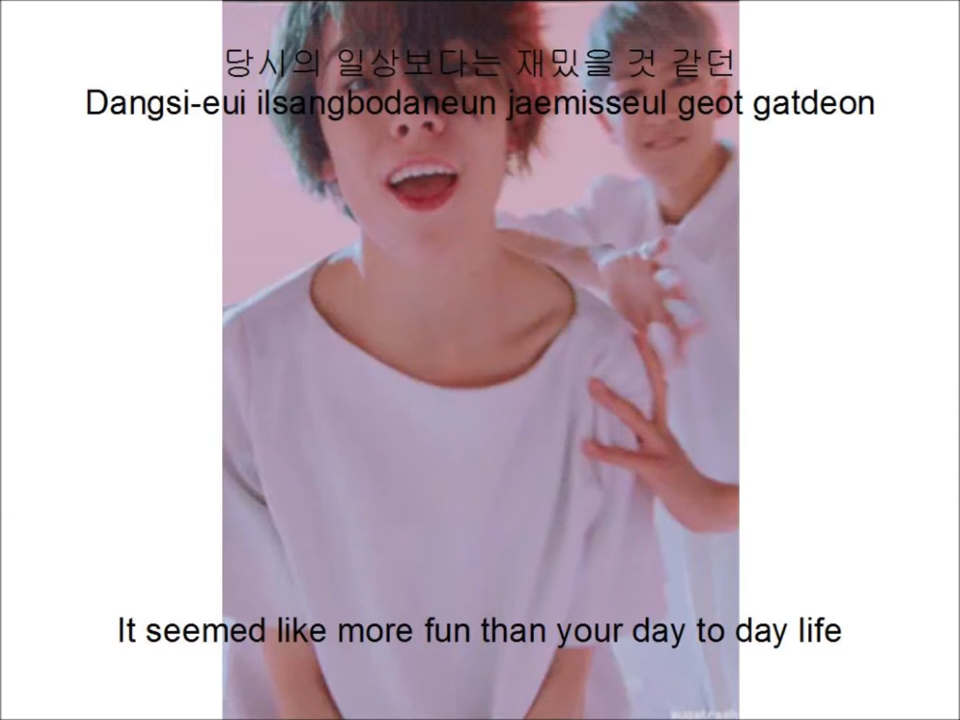 당시의 일상보다는 재밌을 것 같던
Dangsi-eui ilsangbodaneun jaemisseul geot gatdeon
It seemed like more fun than your day to day life